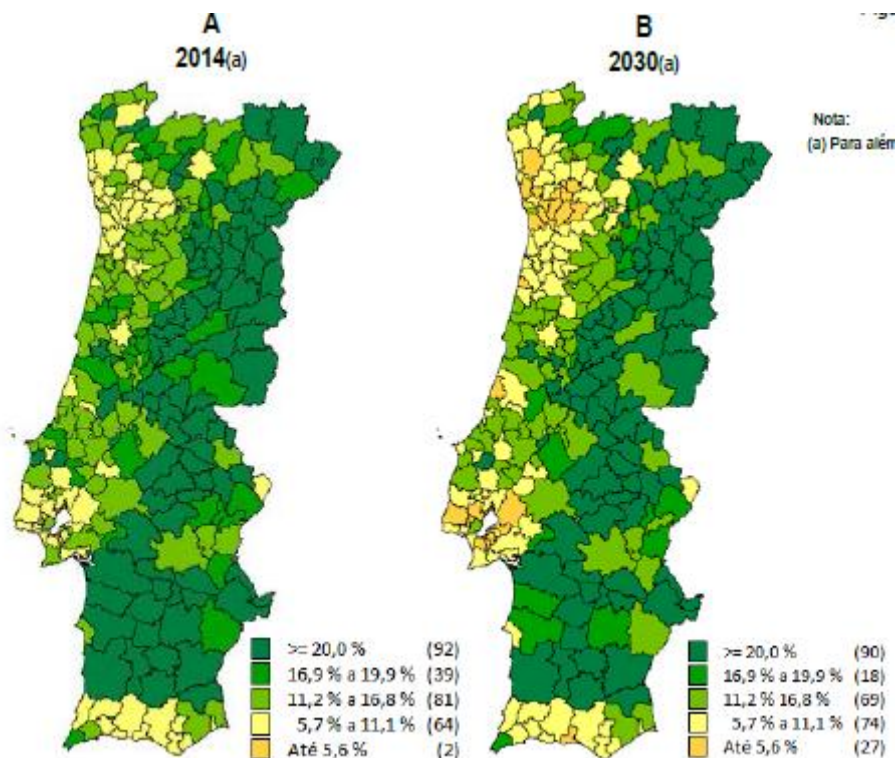 A
2014(a)
B
2030(a)
Nota:
(a) Para além
>= 20,0 % (92)
16,9 % a 19,9 % (39)
11,2 % a 16,8 % (81)
5,7 % a 11,1 % (64)
Até 5,6 % (2)
>= 20,0 % (90)
16,9 % a 19,9 % (18)
11,2 % 16,8 % (69)
5,7 % a 11,1 % (74)
Até 5,6 % (27)